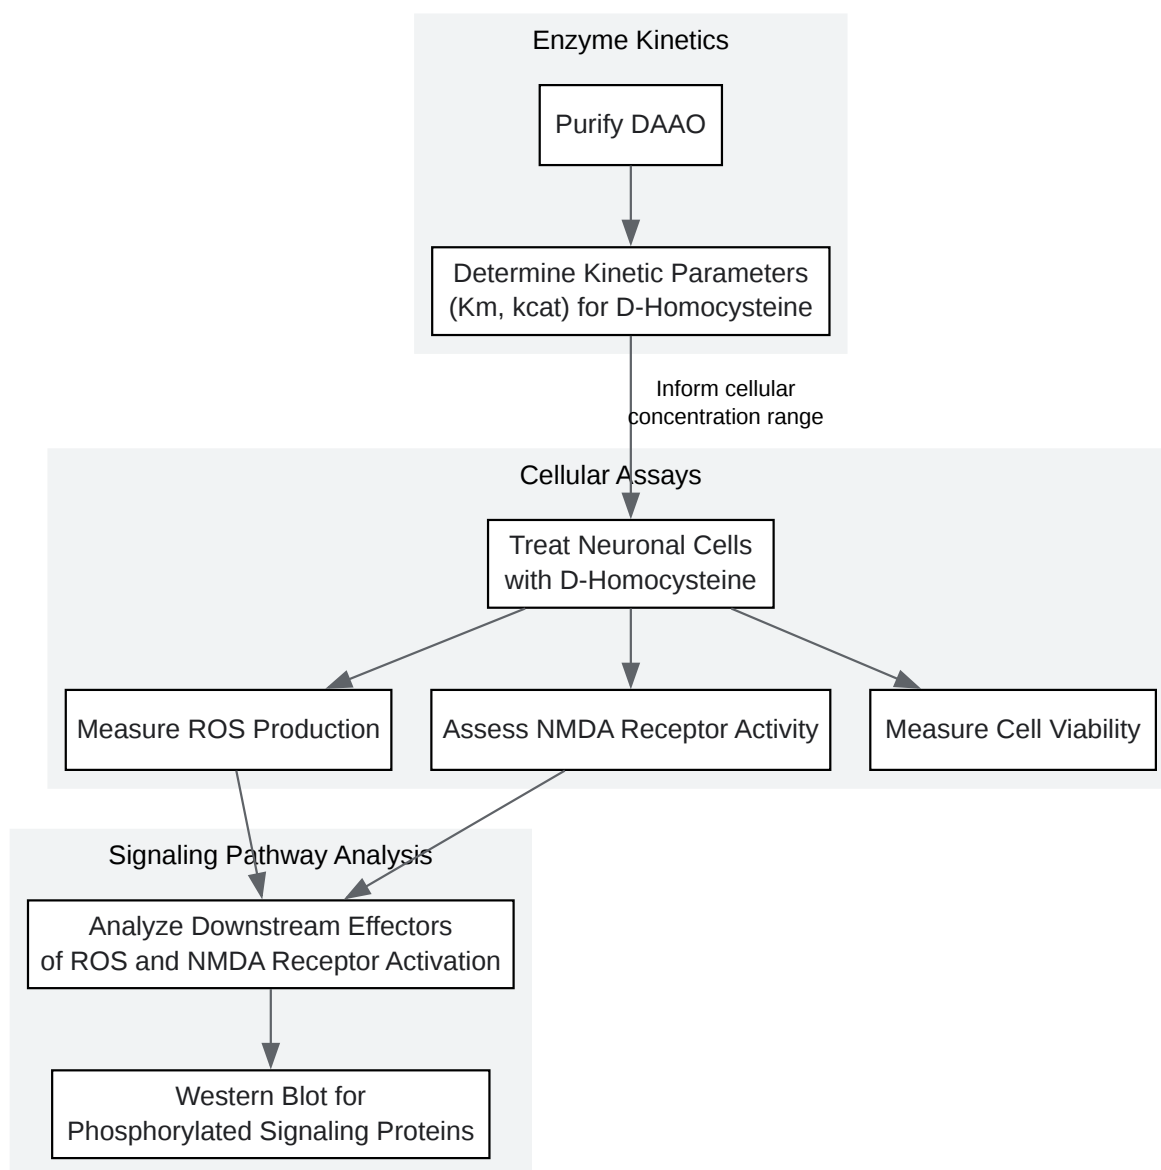 Enzyme Kinetics
Purify DAAO
Determine Kinetic Parameters
(Km, kcat) for D-Homocysteine
Inform cellular
concentration range
Cellular Assays
Treat Neuronal Cells
with D-Homocysteine
Measure ROS Production
Assess NMDA Receptor Activity
Measure Cell Viability
Signaling Pathway Analysis
Analyze Downstream Effectors
of ROS and NMDA Receptor Activation
Western Blot for
Phosphorylated Signaling Proteins